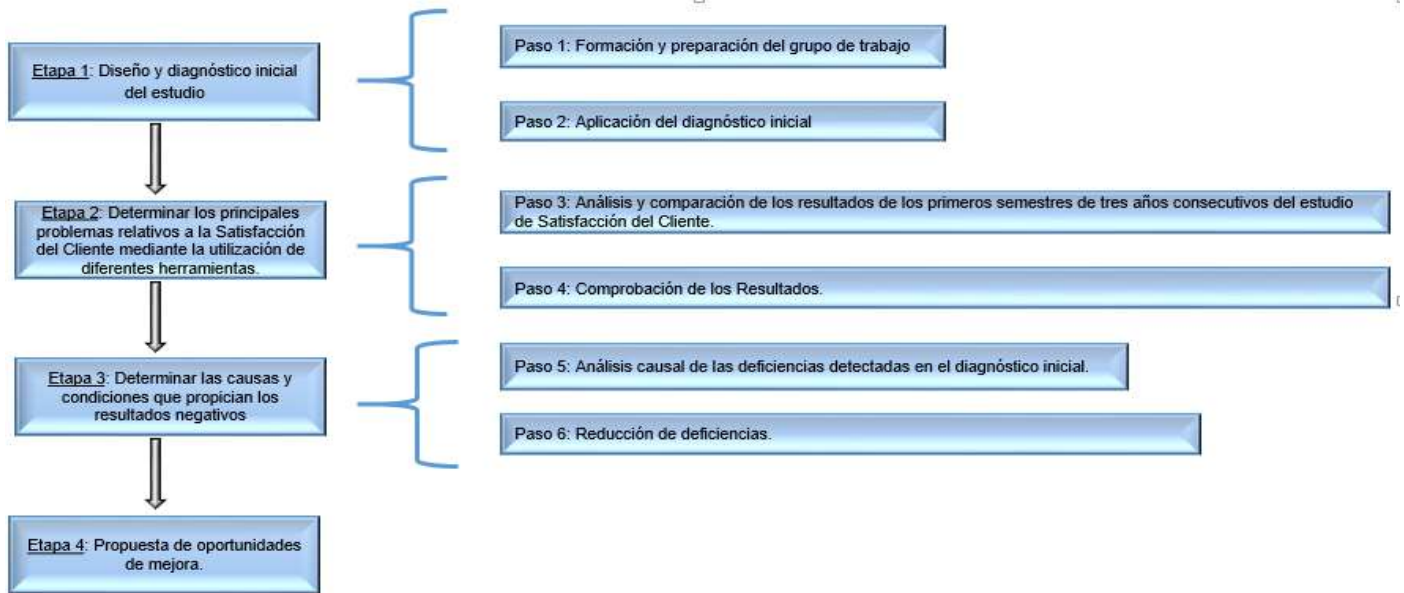 Etapa 1: Diseño y diagnóstico inicial
del estudio
Paso 1: Formación y preparación del grupo de trabajo
Paso 2: Aplicación del diagnóstico inicial
Etapa 2: Determinar los principales
problemas relativos a la Satisfacción
del Cliente mediante la utilización de
diferentes herramientas.
Paso 3: Análisis y comparación de los resultados de los primeros semestres de tres años consecutivos del estudio
de Satisfacción del Cliente.
Paso 4: Comprobación de los Resultados.
Etapa 3: Determinar las causas y
condiciones que propician los
resultados negativos
Paso 5: Análisis causal de las deficiencias detectadas en el diagnóstico inicial.
Paso 6: Reducción de deficiencias.
Etapa 4: Propuesta de oportunidades
de mejora.